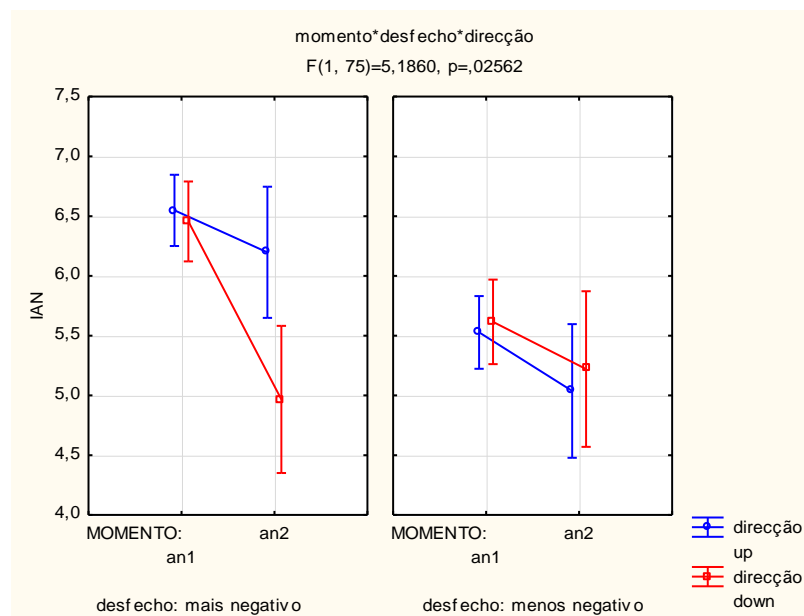 momento*desfecho*direcção
F(1, 75)=5,1860, p=,02562
7,5
7,0
6,5
6,0
5,5
5,0
4,5
4,0
IAN
MOMENTO: an1 an2
desfecho: mais negativo
MOMENTO: an1 an2
desfecho: menos negativo
direcção
up
direcção
down